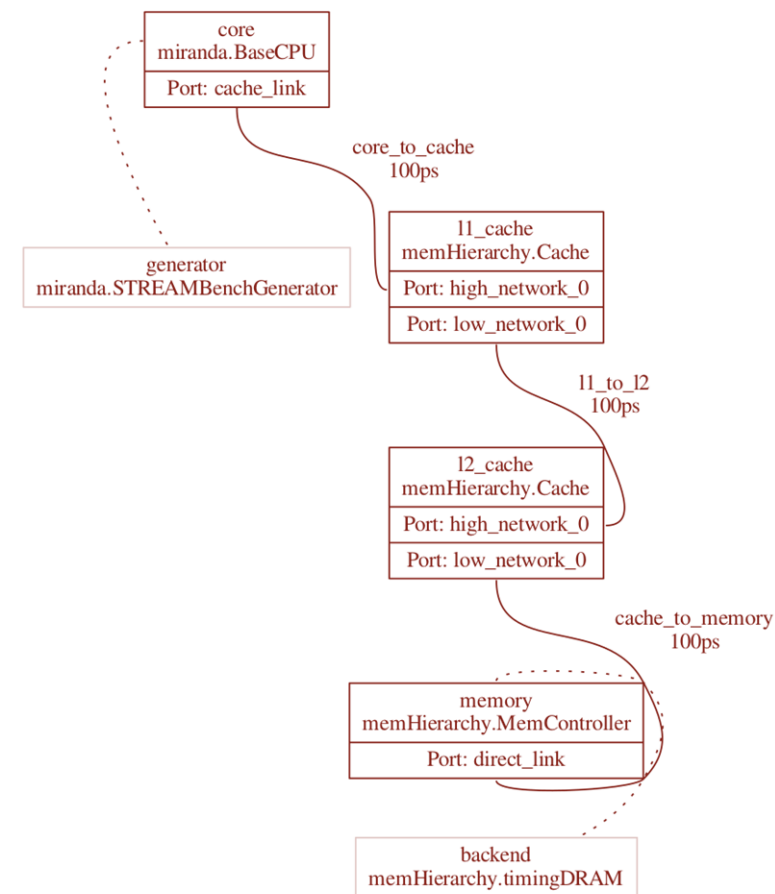 core
miranda.BaseCPU
Port: cache_link
core_to_cache
100ps
l1_cache
memHierarchy.Cache
Port: high_network_0
Port: low_network_0
generator
miranda.STREAMBenchGenerator
l1_to_l2
100ps
l2_cache
memHierarchy.Cache
Port: high_network_0
Port: low_network_0
cache_to_memory
100ps
memory
memHierarchy.MemController
Port: direct_link
backend
memHierarchy.timingDRAM